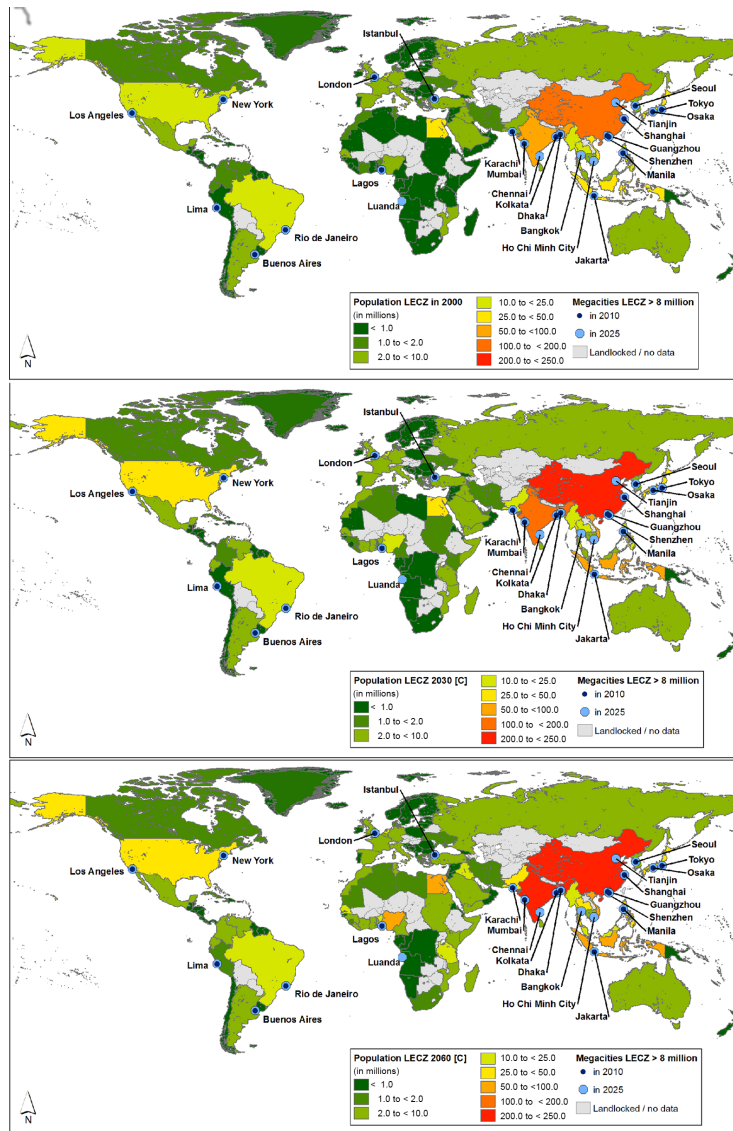 Istanbul
London
New York
Los Angeles
Seoul
Tokyo
Osaka
Tianjin
Shanghai
Guangzhou
Shenzhen
Manila
Karachi
Mumbai
Chennai
Kolkata
Dhaka
Bangkok
Ho Chi Minh City
Jakarta
Lagos
Luanda
Lima
Rio de Janeiro
Buenos Aires
N
Population LECZ in 2000
(in millions)
< 1.0
1.0 to < 2.0
2.0 to < 10.0
10.0 to < 25.0
25.0 to < 50.0
50.0 to <100.0
100.0 to < 200.0
200.0 to < 250.0
Megacities LECZ > 8 million
in 2010
in 2025
Landlocked / no data
Istanbul
London
New York
Los Angeles
Seoul
Tokyo
Osaka
Tianjin
Shanghai
Guangzhou
Shenzhen
Manila
Karachi
Mumbai
Chennai
Kolkata
Dhaka
Bangkok
Ho Chi Minh City
Jakarta
Lagos
Luanda
Lima
Rio de Janeiro
Buenos Aires
N
Population LECZ 2030 [C]
(in millions)
< 1.0
1.0 to < 2.0
2.0 to < 10.0
10.0 to < 25.0
25.0 to < 50.0
50.0 to <100.0
100.0 to < 200.0
200.0 to < 250.0
Megacities LECZ > 8 million
in 2010
in 2025
Landlocked / no data
Istanbul
London
New York
Los Angeles
Seoul
Tokyo
Osaka
Tianjin
Shanghai
Guangzhou
Shenzhen
Manila
Karachi
Mumbai
Chennai
Kolkata
Dhaka
Bangkok
Ho Chi Minh City
Jakarta
Lagos
Luanda
Lima
Rio de Janeiro
Buenos Aires
N
Population LECZ 2060 [C]
(in millions)
< 1.0
1.0 to < 2.0
2.0 to < 10.0
10.0 to < 25.0
25.0 to < 50.0
50.0 to <100.0
100.0 to < 200.0
200.0 to < 250.0
Megacities LECZ > 8 million
in 2010
in 2025
Landlocked / no data